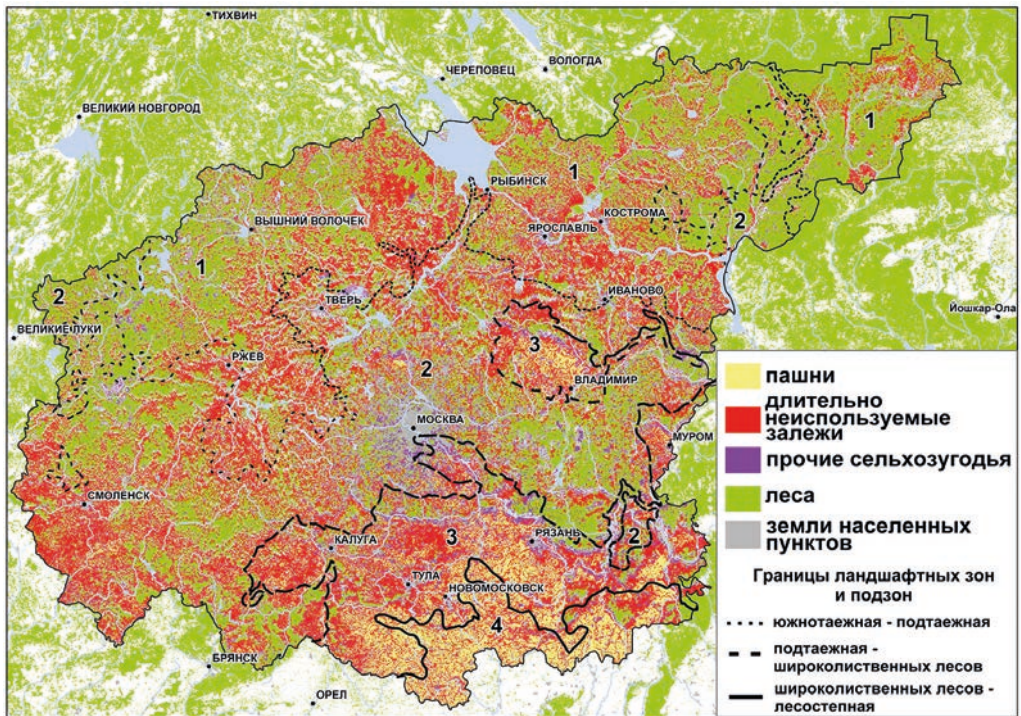 ТИХВИН
ВОЛОГДА
ЧЕРЕПОВЕЦ
ВЕЛИКИЙ НОВГОРОД
1
1
РЫБИНСК
КОСТРОМА
2
ВЫШНИЙ ВОЛОЧЕК
ЯРОСЛАВЛЬ
1
2
ТВЕРЬ
ИВАНОВО
Йошкар-Ола
ВЕЛИКИЕ ЛУКИ
3
РЖЕВ
2
ВЛАДИМИР
МОСКВА
МУРОМ
СМОЛЕНСК
КАЛУГА
3
РЯЗАНЬ
2
ТУЛА
НОВОМОСКОВСК
4
БРЯНСК
ОРЕЛ
пашни
длительно
неиспользуемые
залежи
прочие сельхозугодья
леса
земли населенных
пунктов
Границы ландшафтных зон
и подзон
южнотаежная - подтаежная
подтаежная -
широколиственных лесов
широколиственных лесов -
лесостепная